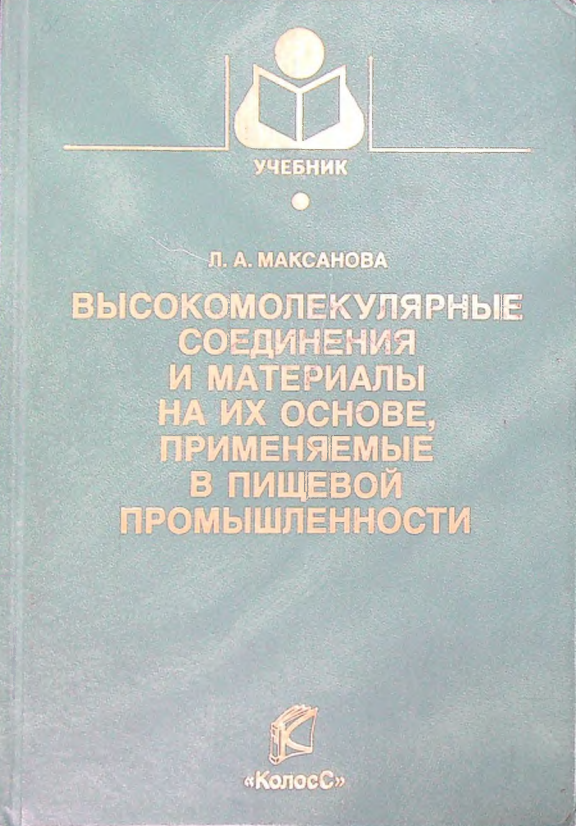 УЧЕБНИК
Л. А. МАКСАНОВА
ВЫСОКОМОЛЕКУЛЯРНЫЕ
СОЕДИНЕНИЯ
И МАТЕРИАЛЫ
НА ИХ ОСНОВЕ,
ПРИМЕНЯЕМЫЕ
В ПИЩЕВОЙ
ПРОМЫШЛЕННОСТИ
«КолосС»